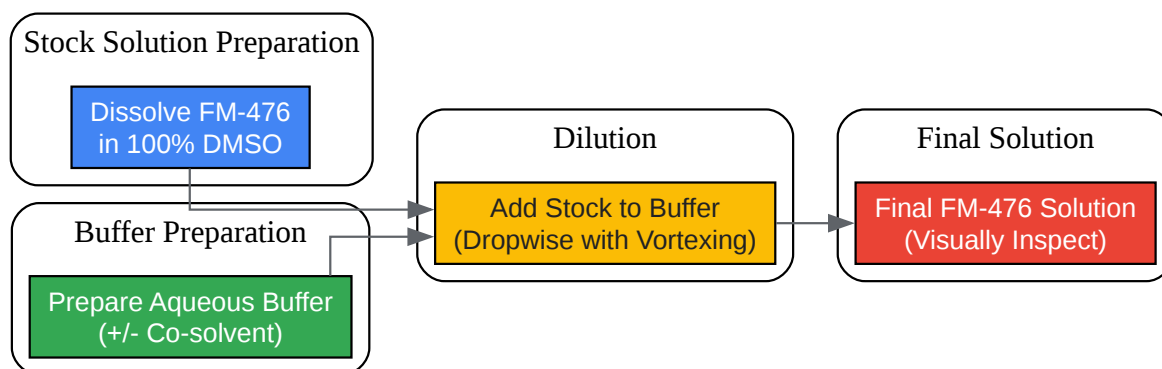 Stock Solution Preparation
Dissolve FM-476
in 100% DMSO
Buffer Preparation
Prepare Aqueous Buffer
(+/- Co-solvent)
Dilution
Add Stock to Buffer
(Dropwise with Vortexing)
Final Solution
Final FM-476 Solution
(Visually Inspect)